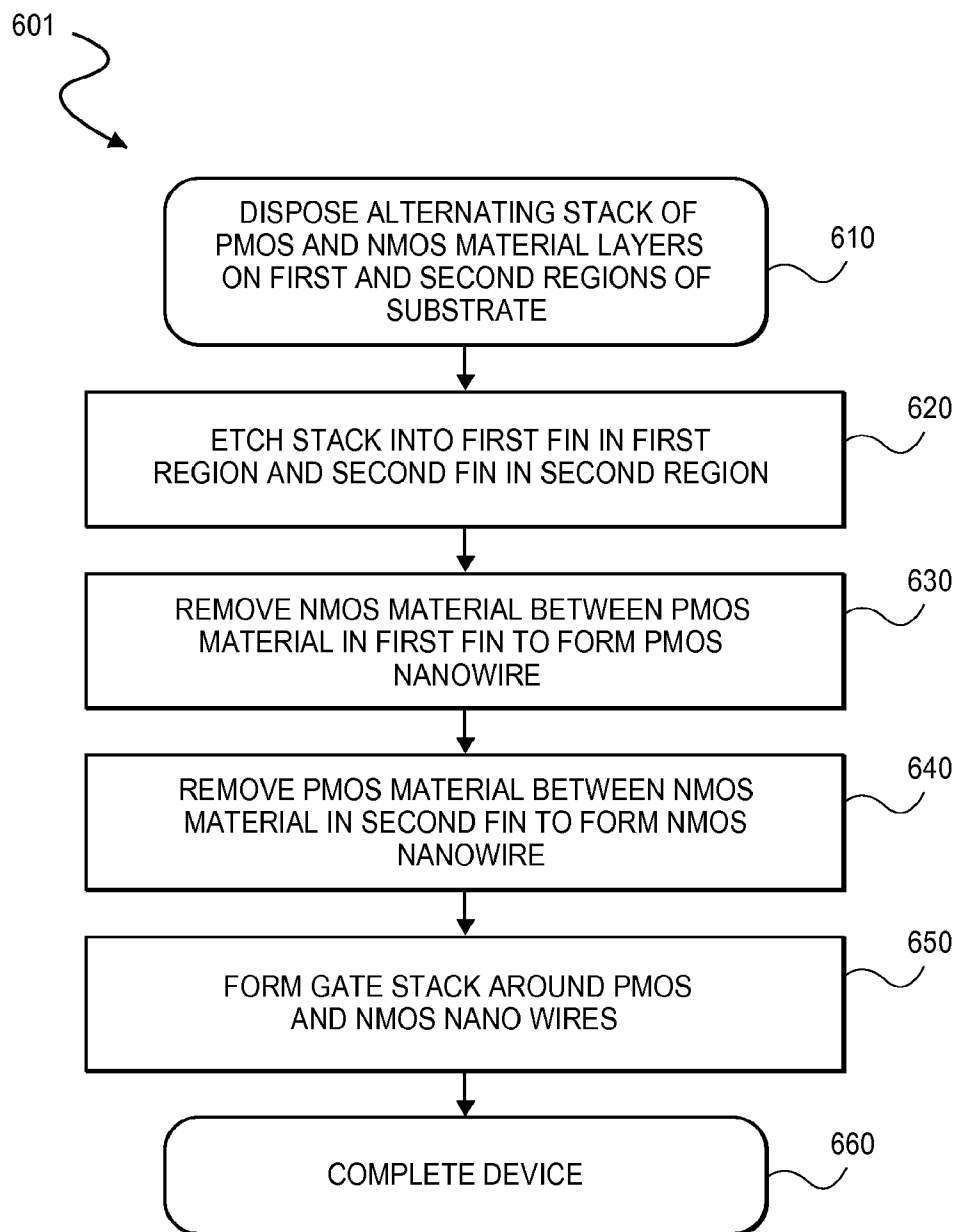 601
DISPOSE ALTERNATING STACK OF
PMOS AND NMOS MATERIAL LAYERS
ON FIRST AND SECOND REGIONS OF
SUBSTRATE
610
ETCH STACK INTO FIRST FIN IN FIRST
REGION AND SECOND FIN IN SECOND REGION
620
REMOVE NMOS MATERIAL BETWEEN PMOS
MATERIAL IN FIRST FIN TO FORM PMOS
NANOWIRE
630
REMOVE PMOS MATERIAL BETWEEN NMOS
MATERIAL IN SECOND FIN TO FORM NMOS
NANOWIRE
640
FORM GATE STACK AROUND PMOS
AND NMOS NANO WIRES
650
COMPLETE DEVICE
660